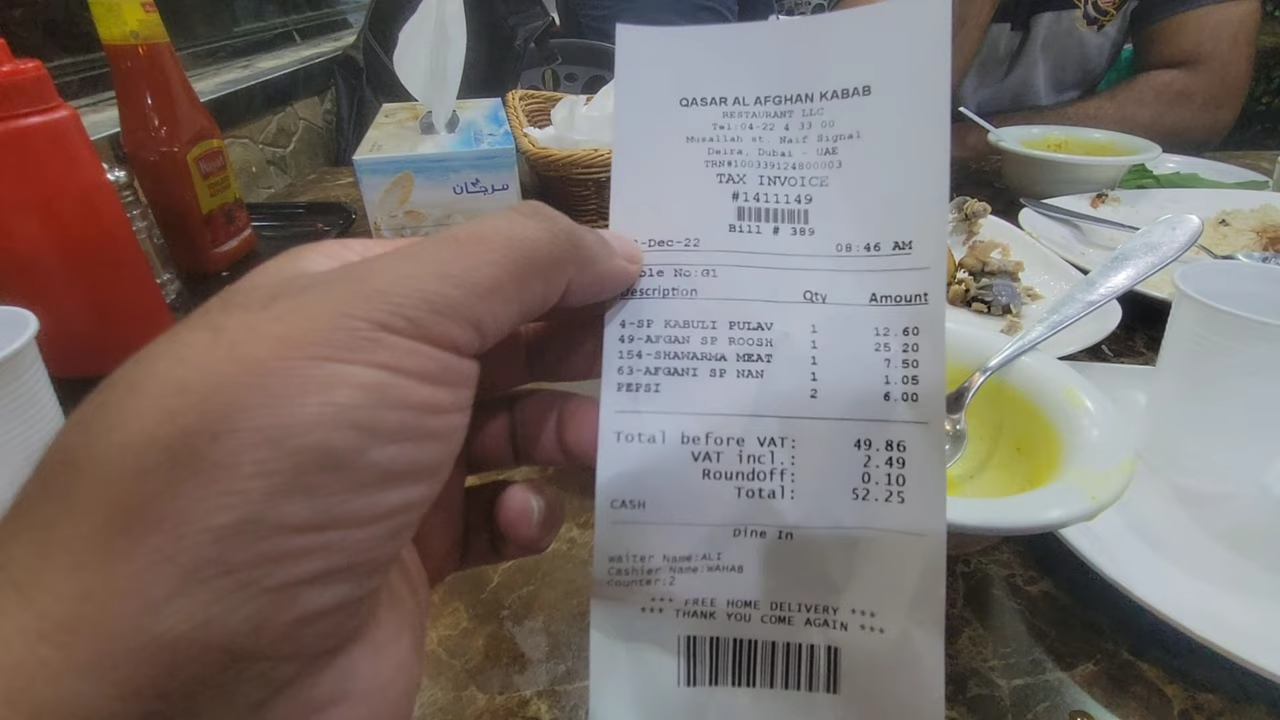 QASAR AL AFGHAN KABAB
RESTAURANT LLC
Tel:04-22 4 33 00
Musallah st. Naif Signal
Deira, Dubai - UAE
TRN#100339124800003
TAX INVOICE
#1411149
Bill # 389
-Dec-22 08:46 AM
ble No:G1
Description Qty Amount
4-SP KABULI PULAV 1 12.60
49-AFGAN SP ROOSH 1 25.20
154-SHAWARMA MEAT 1 7.50
63-AFGANI SP NAN 1 1.05
PEPSI 2 6.00
Total before VAT: 49.86
VAT incl.: 2.49
Roundoff: 0.10
Total: 52.25
CASH
Dine In
Waiter Name:ALI
Cashier Name:WAHAB
counter:2
*** FREE HOME DELIVERY ***
*** THANK YOU COME AGAIN ***
مرجان